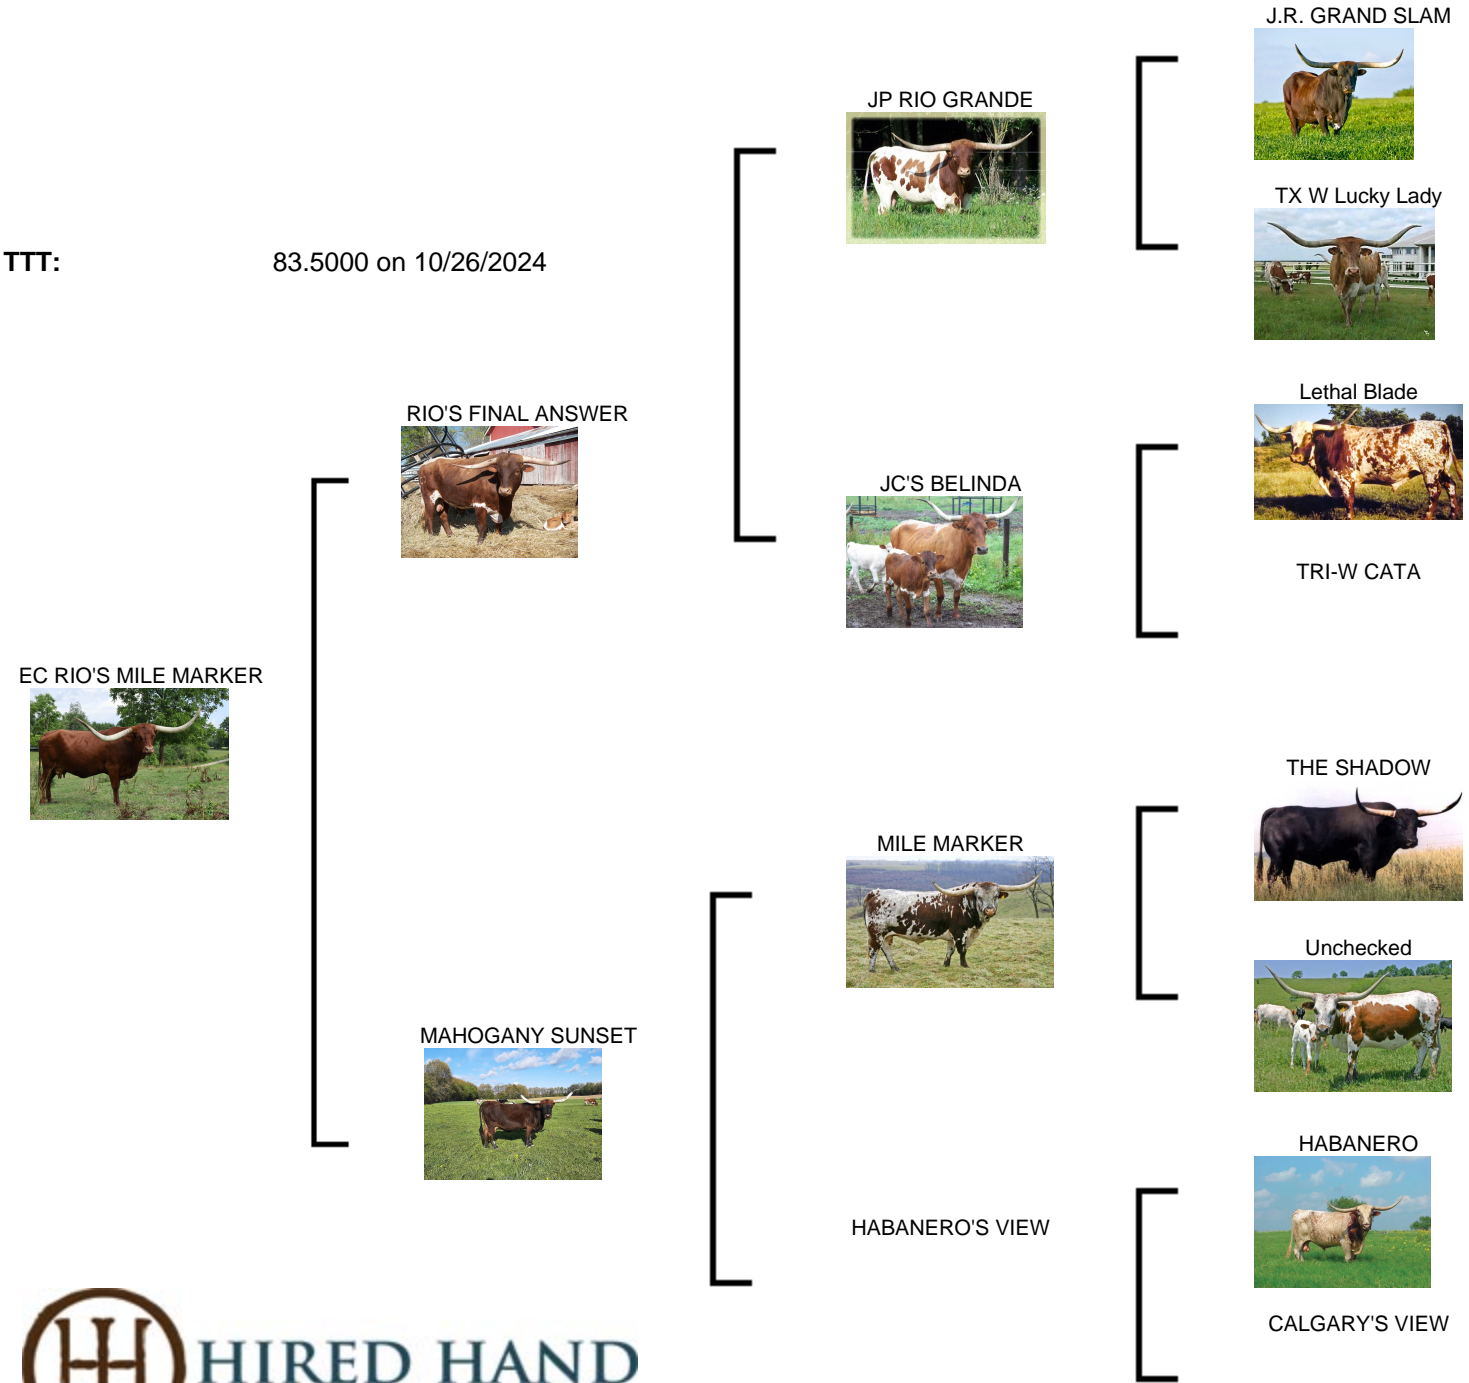 J.R. GRAND SLAM
JP RIO GRANDE
TX W Lucky Lady
TTT: 83.5000 on 10/26/2024
Lethal Blade
RIO'S FINAL ANSWER
JC'S BELINDA
TRI-W CATA
EC RIO'S MILE MARKER
THE SHADOW
MILE MARKER
Unchecked
MAHOGANY SUNSET
HABANERO
HABANERO'S VIEW
CALGARY'S VIEW
HIRED HAND